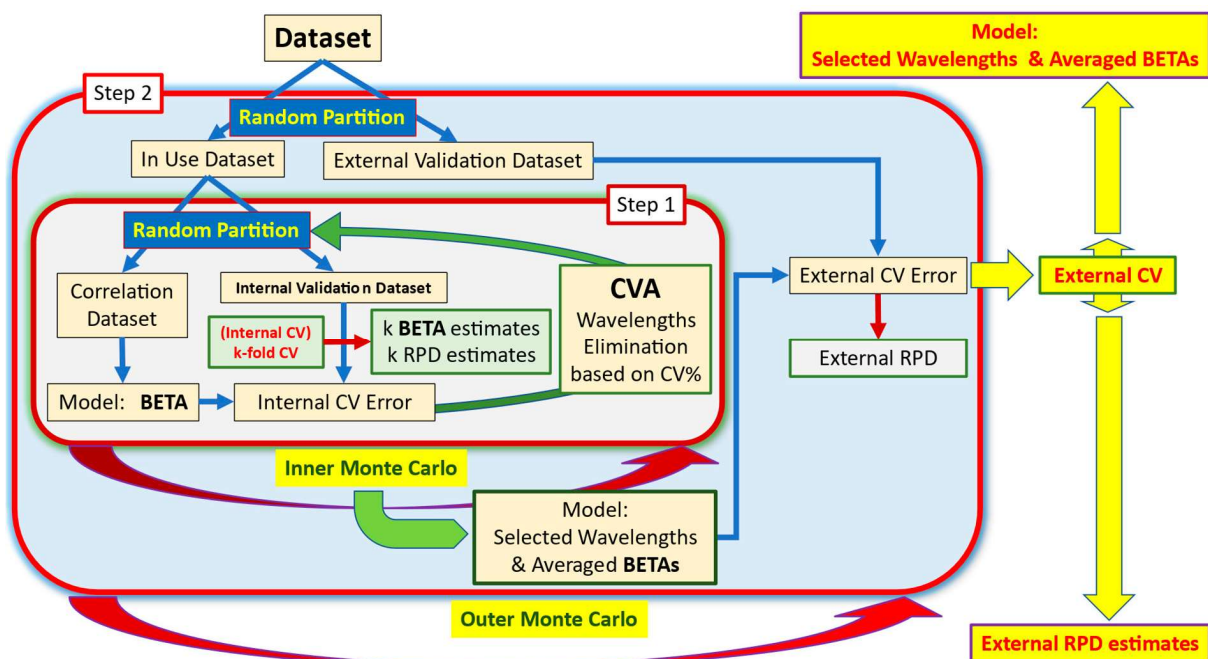 Dataset
Model:
Selected Wavelengths & Averaged BETAs
Step 2
Random Partition
In Use Dataset
External Validation Dataset
Step 1
Random Partition
Correlation
Dataset
Internal Validation Dataset
CVA
Wavelengths
Elimination
based on CV%
(Internal CV)
k-fold CV
k BETA estimates
k RPD estimates
Model: BETA
Internal CV Error
External CV Error
External CV
External RPD
Inner Monte Carlo
Model:
Selected Wavelengths
& Averaged BETAs
Outer Monte Carlo
External RPD estimates